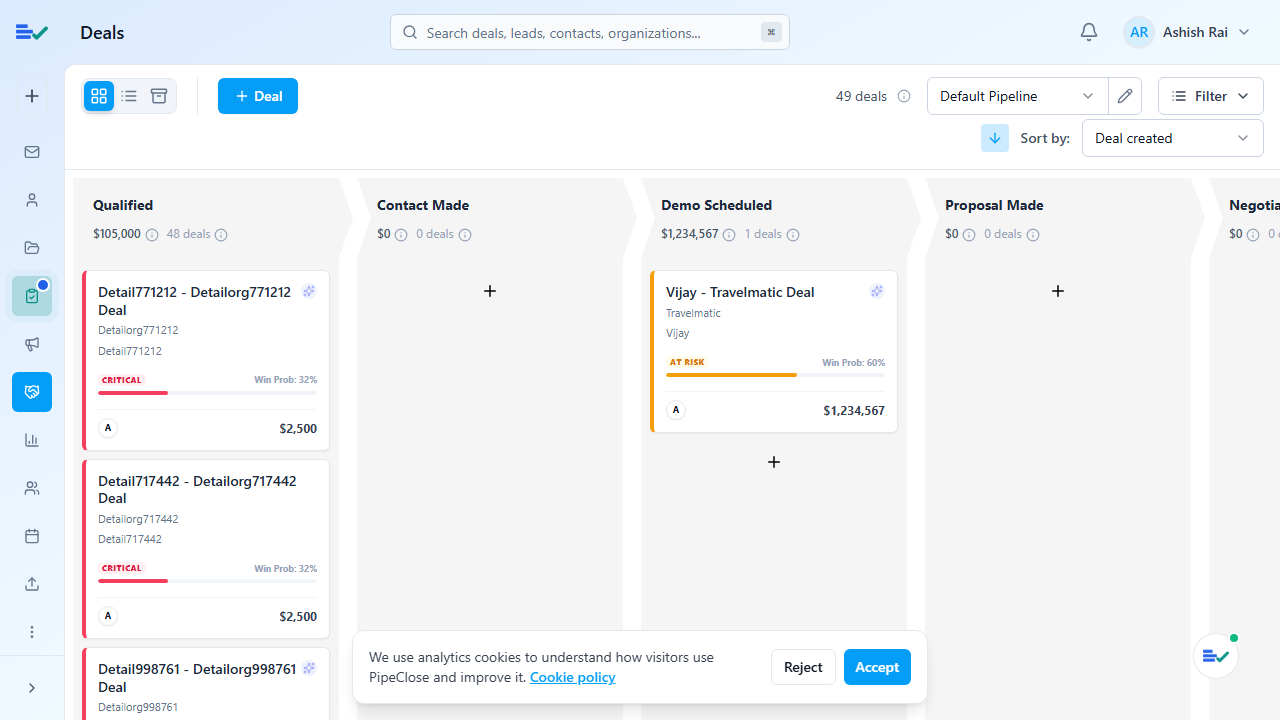 Deals
Search deals, leads, contacts, organizations...
⌘
AR
Ashish Rai
Deal
49 deals
Default Pipeline
Filter
Sort by:
Deal created
Qualified
$105,000
48 deals
Contact Made
$0
0 deals
Demo Scheduled
$1,234,567
1 deals
Proposal Made
$0
0 deals
Negotia
$0
0
Detail771212 - Detailorg771212
Deal
Detailorg771212
Detail771212
CRITICAL
Win Prob: 32%
A
$2,500
Detail717442 - Detailorg717442
Deal
Detailorg717442
Detail717442
CRITICAL
Win Prob: 32%
A
$2,500
Detail998761 - Detailorg998761
Deal
Detailorg998761
Vijay - Travelmatic Deal
Travelmatic
Vijay
AT RISK
Win Prob: 60%
A
$1,234,567
We use analytics cookies to understand how visitors use
PipeClose and improve it. Cookie policy
Reject
Accept